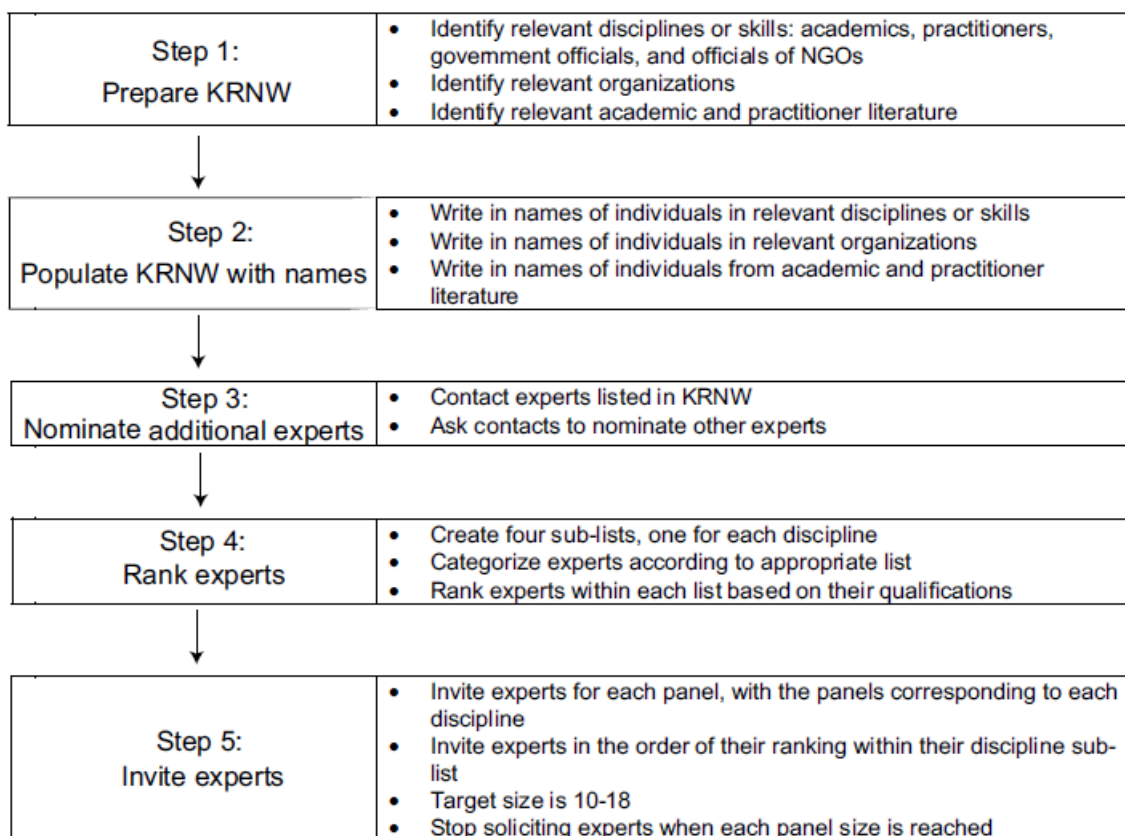 Step 1:
Prepare KRNW
• Identify relevant disciplines or skills: academics, practitioners,
government officials, and officials of NGOs
• Identify relevant organizations
• Identify relevant academic and practitioner literature
Step 2:
Populate KRNW with names
• Write in names of individuals in relevant disciplines or skills
• Write in names of individuals in relevant organizations
• Write in names of individuals from academic and practitioner
literature
Step 3:
Nominate additional experts
• Contact experts listed in KRNW
• Ask contacts to nominate other experts
Step 4:
Rank experts
• Create four sub-lists, one for each discipline
• Categorize experts according to appropriate list
• Rank experts within each list based on their qualifications
Step 5:
Invite experts
• Invite experts for each panel, with the panels corresponding to each
discipline
• Invite experts in the order of their ranking within their discipline sub-
list
• Target size is 10-18
• Stop soliciting experts when each panel size is reached